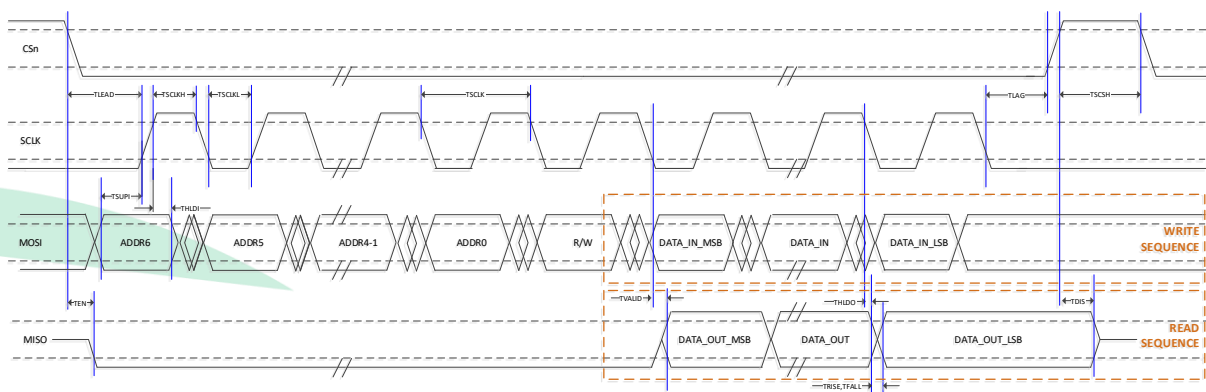 CSn
TLEAD
TSCLKH
TSCLKL
TSCLK
TLAG
TSCSH
SCLK
TSUPI
THLDI
MOSI
ADDR6
ADDR5
ADDR4-1
ADDR0
R/W
DATA_IN_MSB
DATA_IN
DATA_IN_LSB
WRITE
SEQUENCE
TEN
TVALID
THLDO
TDIS
MISO
DATA_OUT_MSB
DATA_OUT
DATA_OUT_LSB
READ
SEQUENCE
TRISE,TFALL